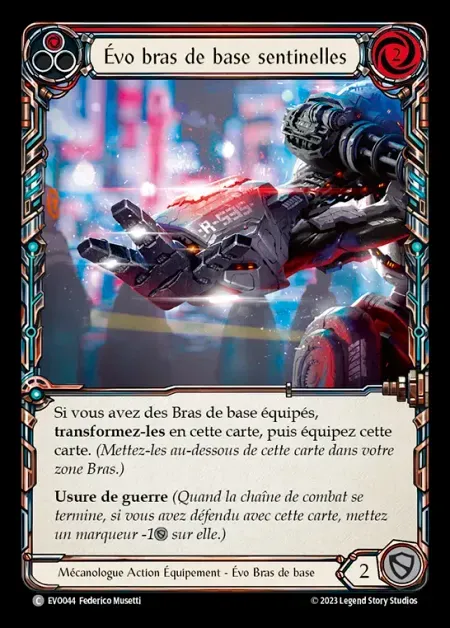 Évo bras de base sentinelles
2
R-535
Si vous avez des Bras de base équipés,
transformez-les en cette carte, puis équipez cette
carte. (Mettez-les au-dessous de cette carte dans votre
zone Bras.)
Usure de guerre (Quand la chaîne de combat se
termine, si vous avez défendu avec cette carte, mettez
un marqueur -1 sur elle.)
Mécanologue Action Équipement - Évo Bras de base
2
C EVO044 Federico Musetti
© 2023 Legend Story Studios